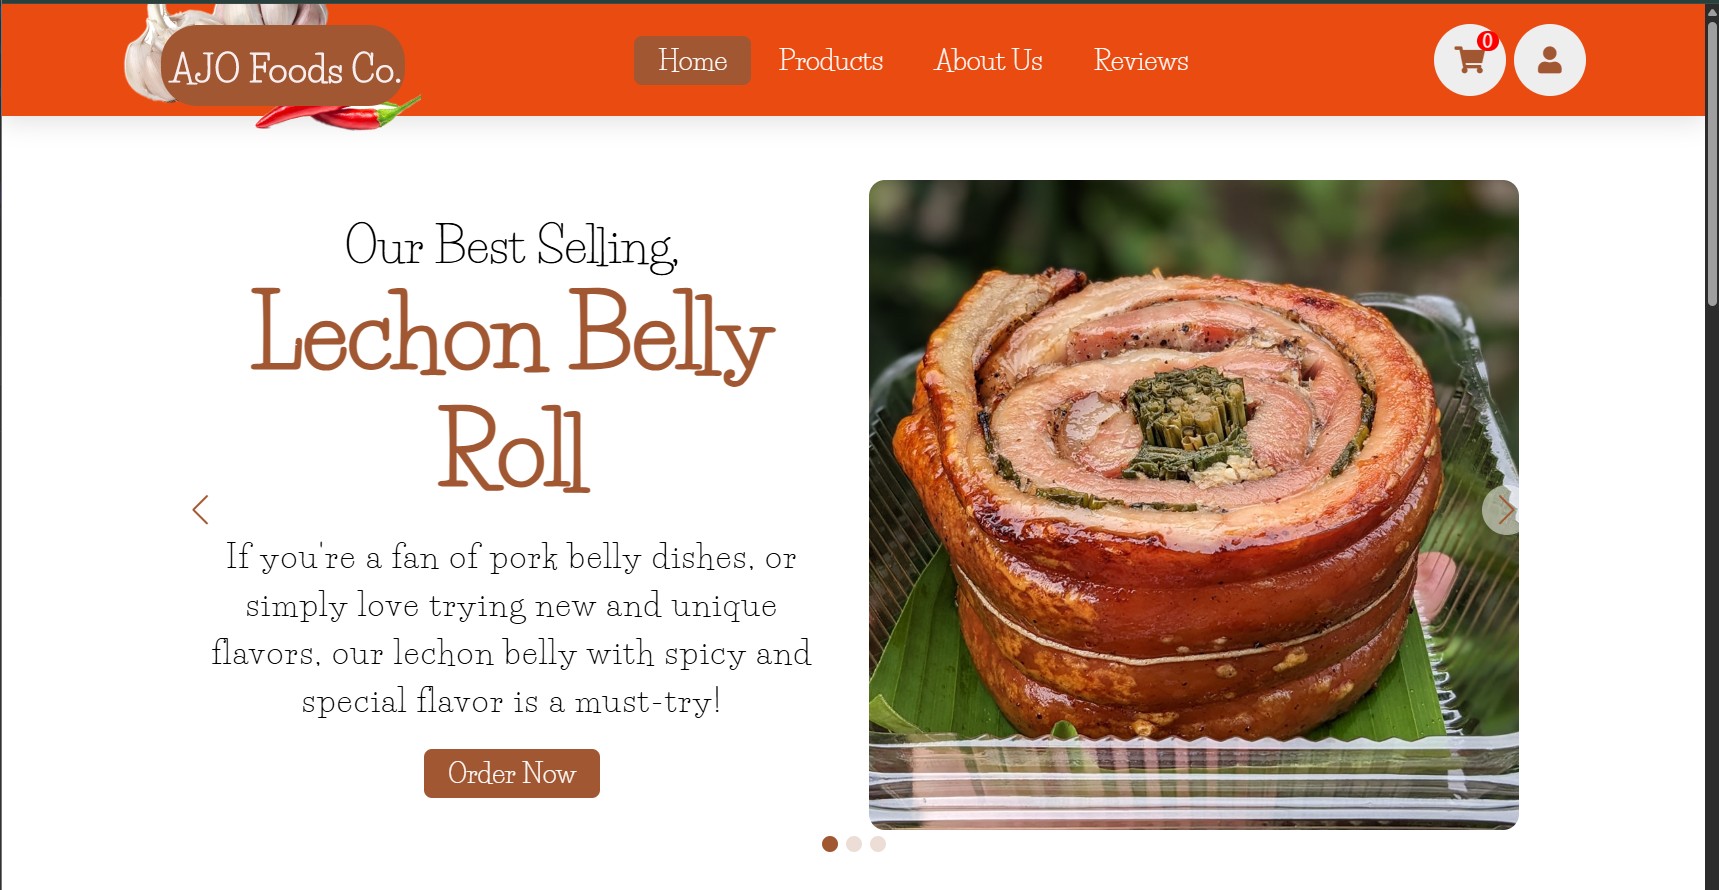 AJO Foods Co.
Home
Products
About Us
Reviews
0
Our Best Selling,
Lechon Belly
Roll
If you're a fan of pork belly dishes, or
simply love trying new and unique
flavors, our lechon belly with spicy and
special flavor is a must-try!
Order Now